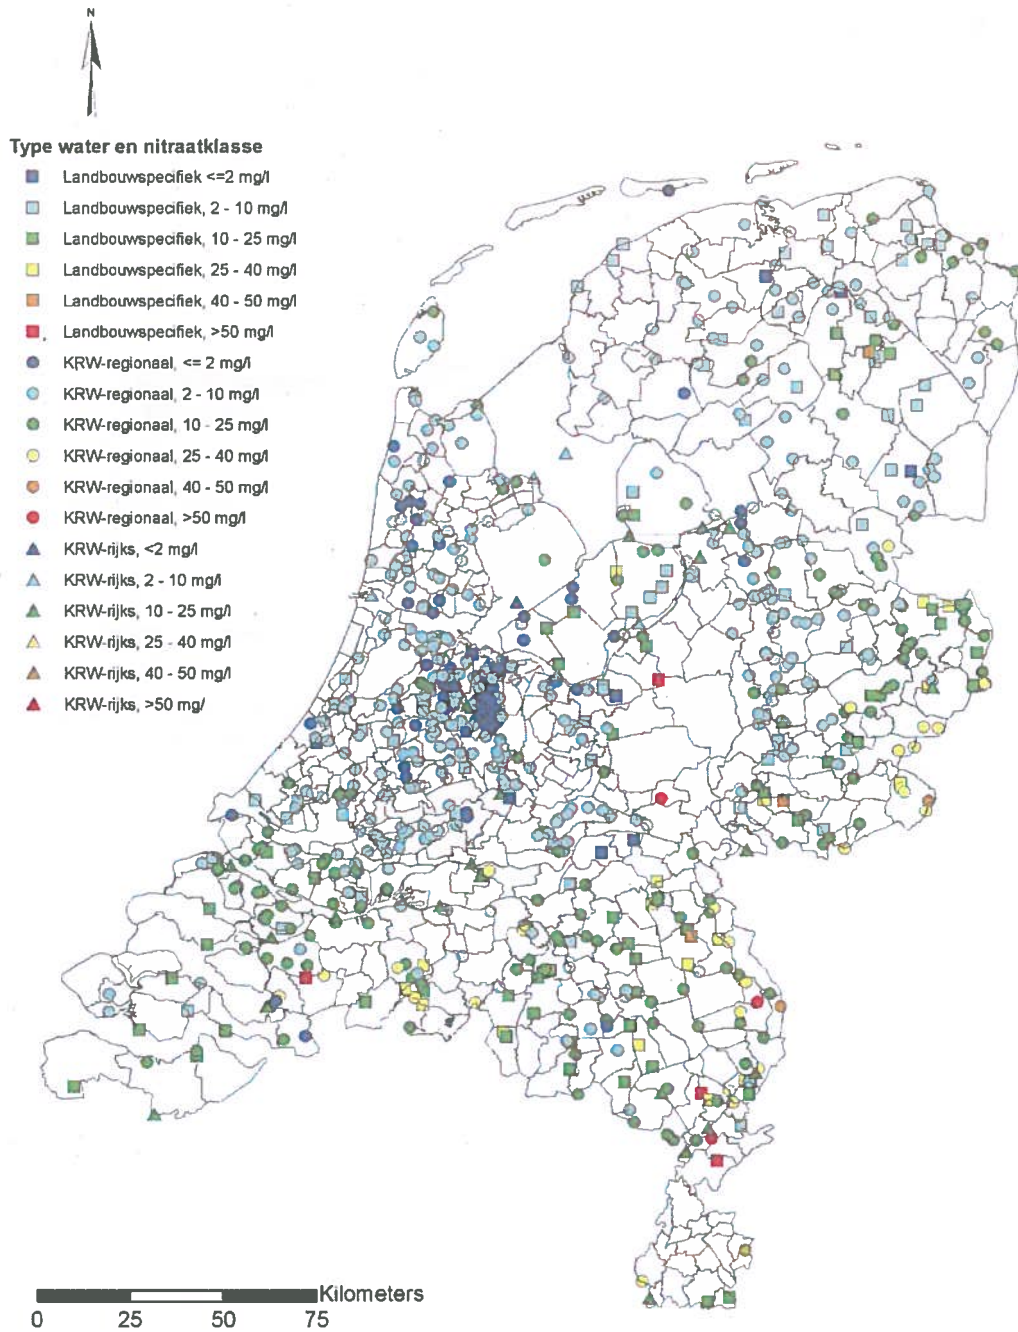 N
Type water en nitraatklasse
Landbouwspecifiek <=2 mg/l
Landbouwspecifiek, 2 - 10 mg/l
Landbouwspecifiek, 10 - 25 mg/l
Landbouwspecifiek, 25 - 40 mg/l
Landbouwspecifiek, 40 - 50 mg/l
Landbouwspecifiek, >50 mg/l
KRW-regionaal, <= 2 mg/l
KRW-regionaal, 2 - 10 mg/l
KRW-regionaal, 10 - 25 mg/l
KRW-regionaal, 25 - 40 mg/l
KRW-regionaal, 40 - 50 mg/l
KRW-regionaal, >50 mg/l
KRW-rijks, <2 mg/l
KRW-rijks, 2 - 10 mg/l
KRW-rijks, 10 - 25 mg/l
KRW-rijks, 25 - 40 mg/l
KRW-rijks, 40 - 50 mg/l
KRW-rijks, >50 mg/
Kilometers
0 25 50 75